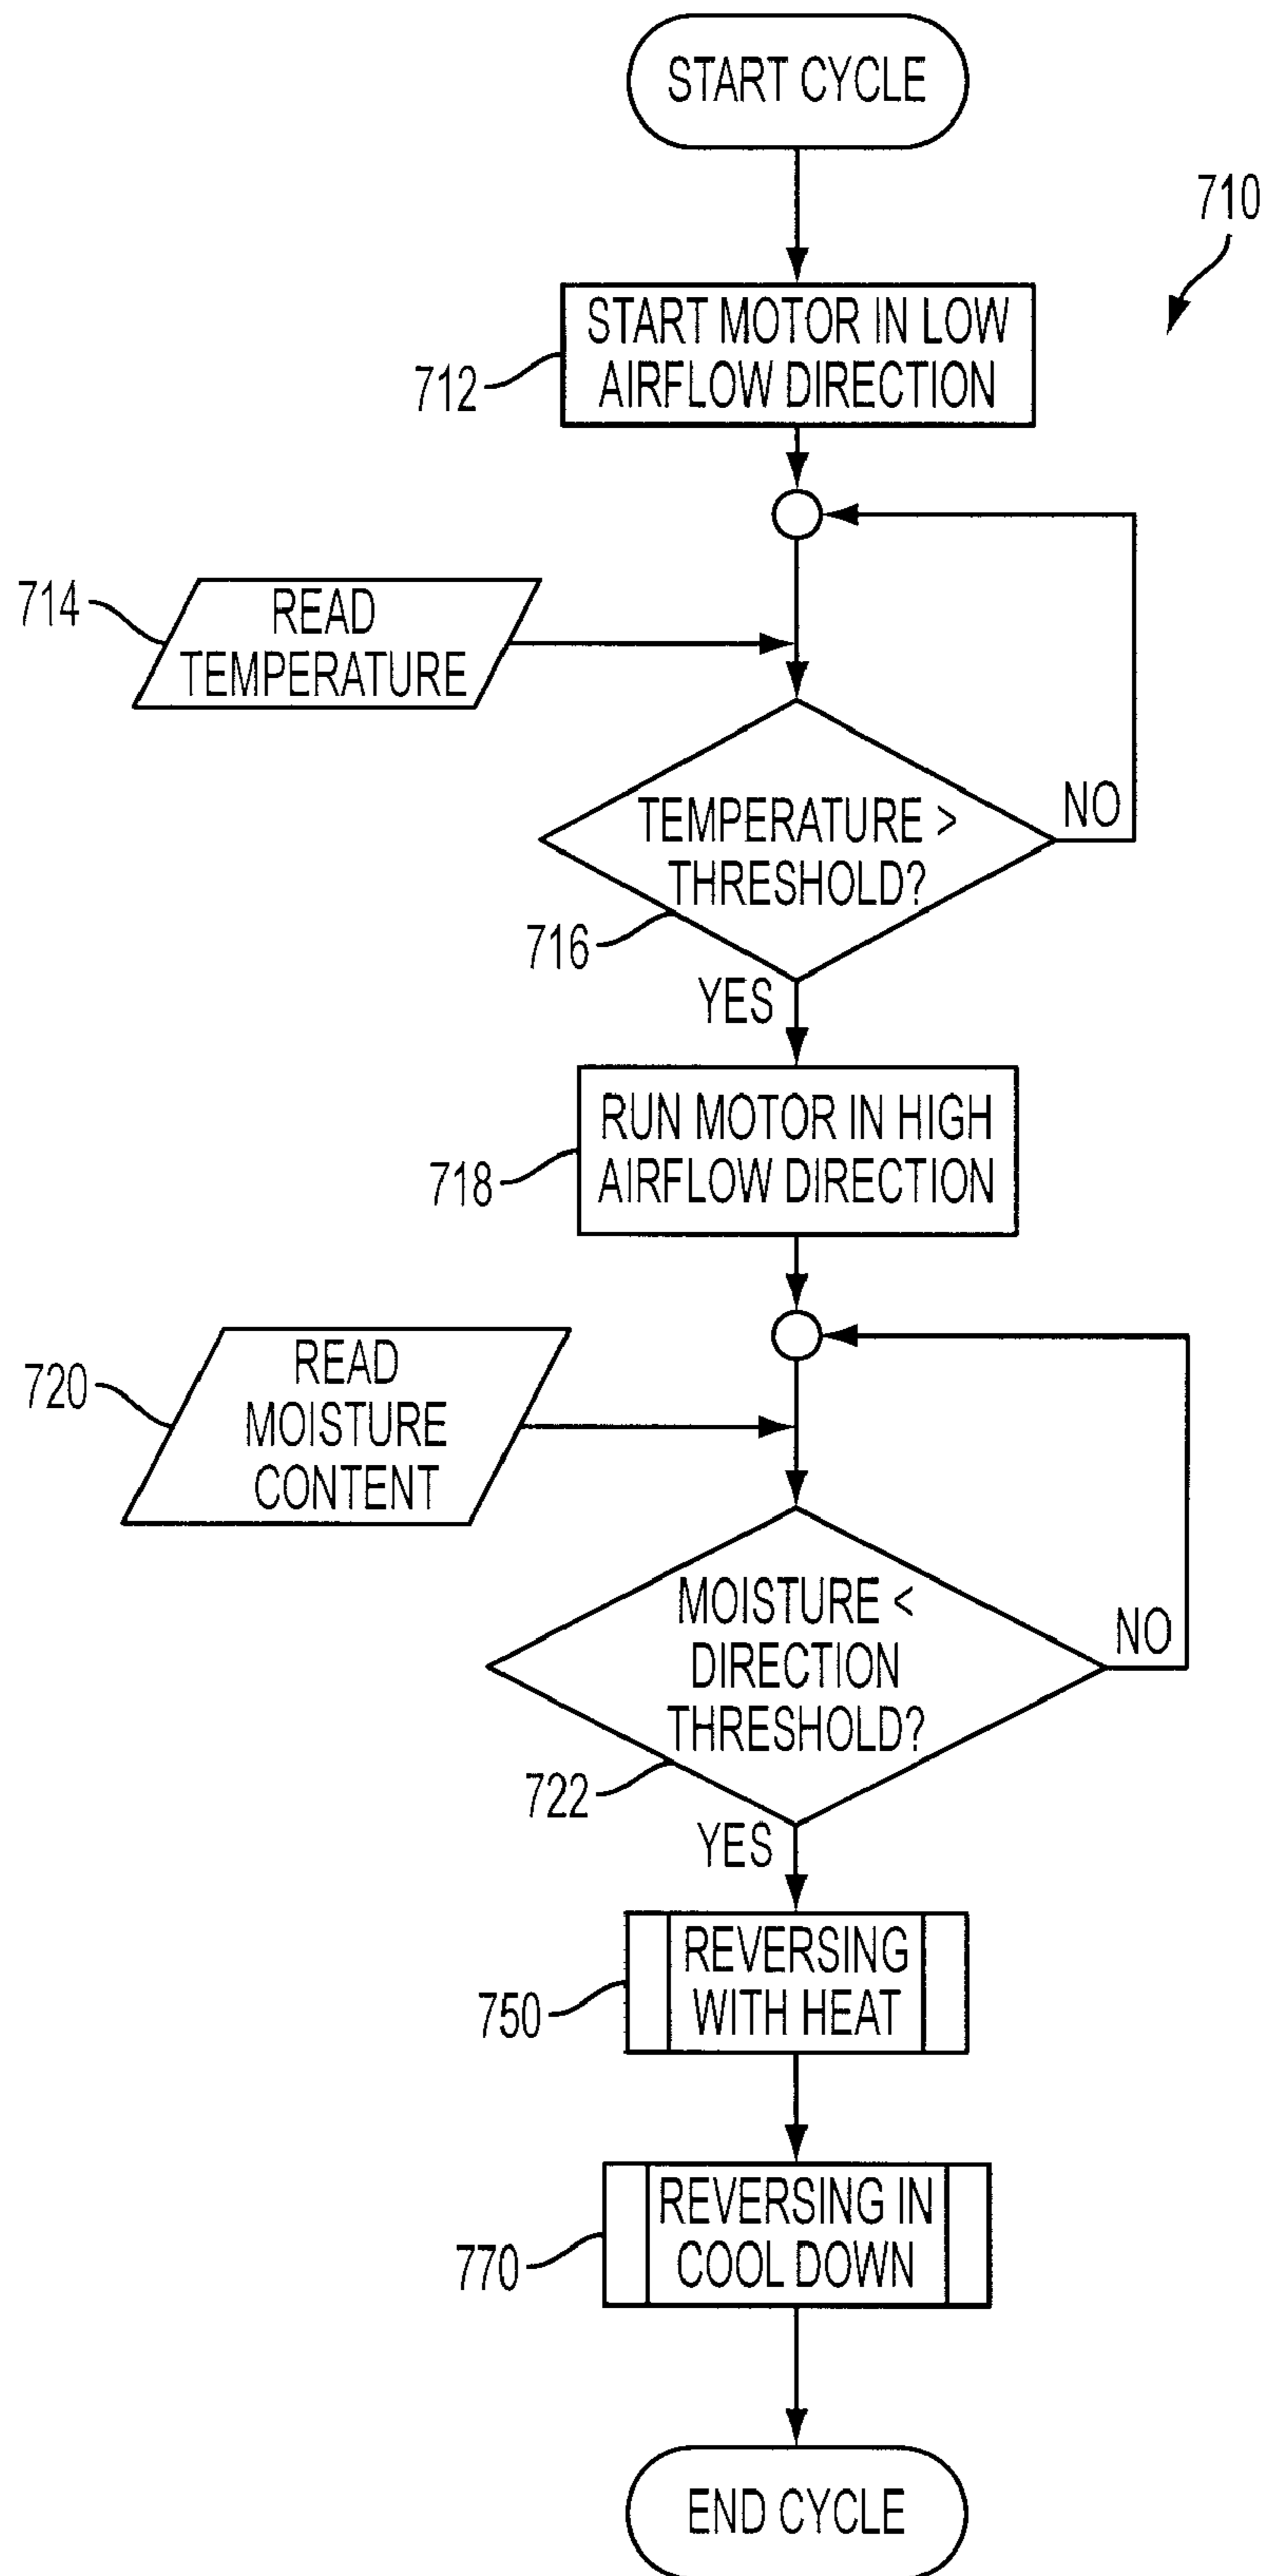 START CYCLE
710
START MOTOR IN LOW
AIRFLOW DIRECTION
712
714
READ
TEMPERATURE
TEMPERATURE >
THRESHOLD?
NO
716
YES
RUN MOTOR IN HIGH
AIRFLOW DIRECTION
718
720
READ
MOISTURE
CONTENT
MOISTURE <
DIRECTION
THRESHOLD?
NO
722
YES
REVERSING
WITH HEAT
750
REVERSING IN
COOL DOWN
770
END CYCLE